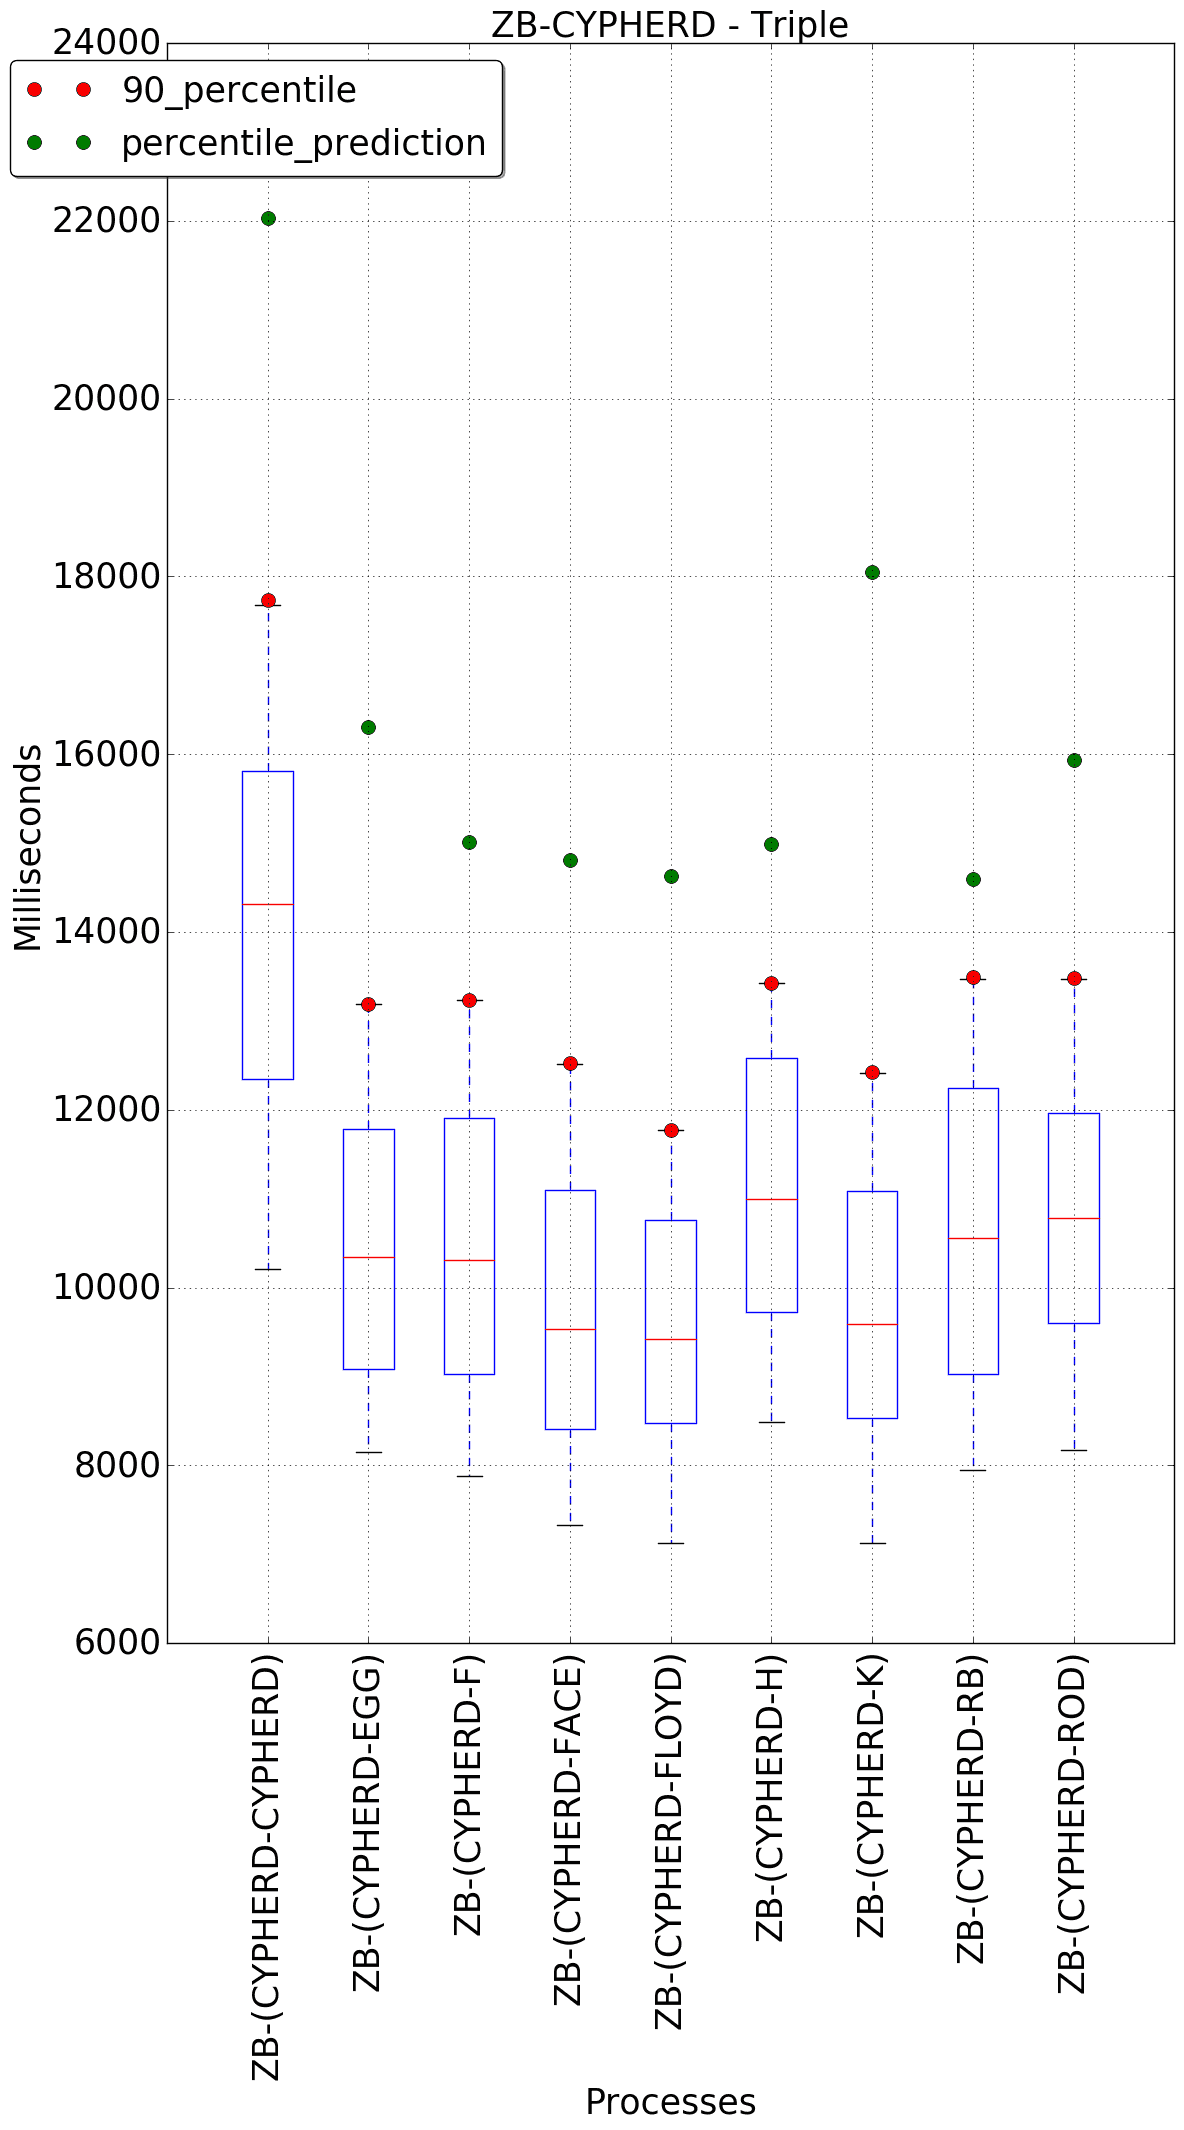 ZB-CYPHERD - Triple
90_percentile
percentile_prediction
24000
22000
20000
18000
16000
14000
12000
10000
8000
6000
Milliseconds
ZB-(CYPHERD-CYPHERD)
ZB-(CYPHERD-EGG)
ZB-(CYPHERD-F)
ZB-(CYPHERD-FACE)
ZB-(CYPHERD-FLOYD)
ZB-(CYPHERD-H)
ZB-(CYPHERD-K)
ZB-(CYPHERD-RB)
ZB-(CYPHERD-ROD)
Processes